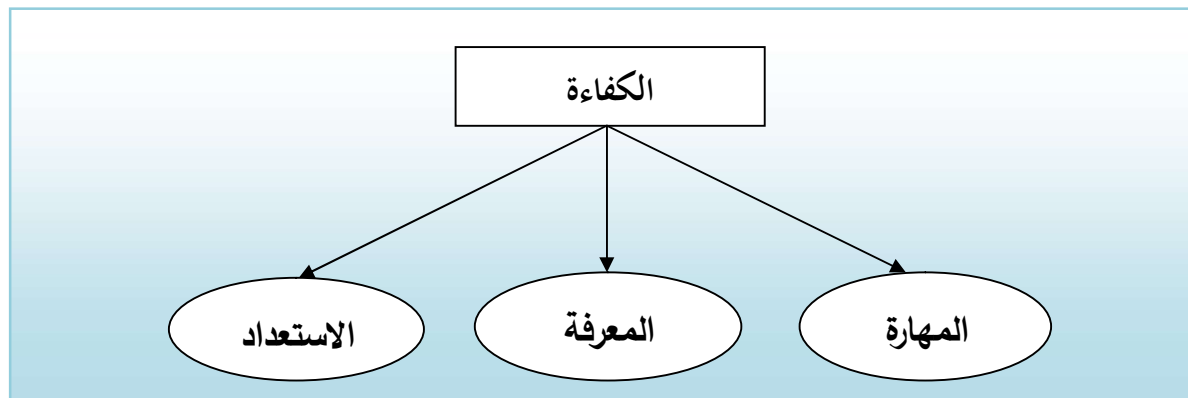 الكفاءة
المهارة
المعرفة
الاستعداد